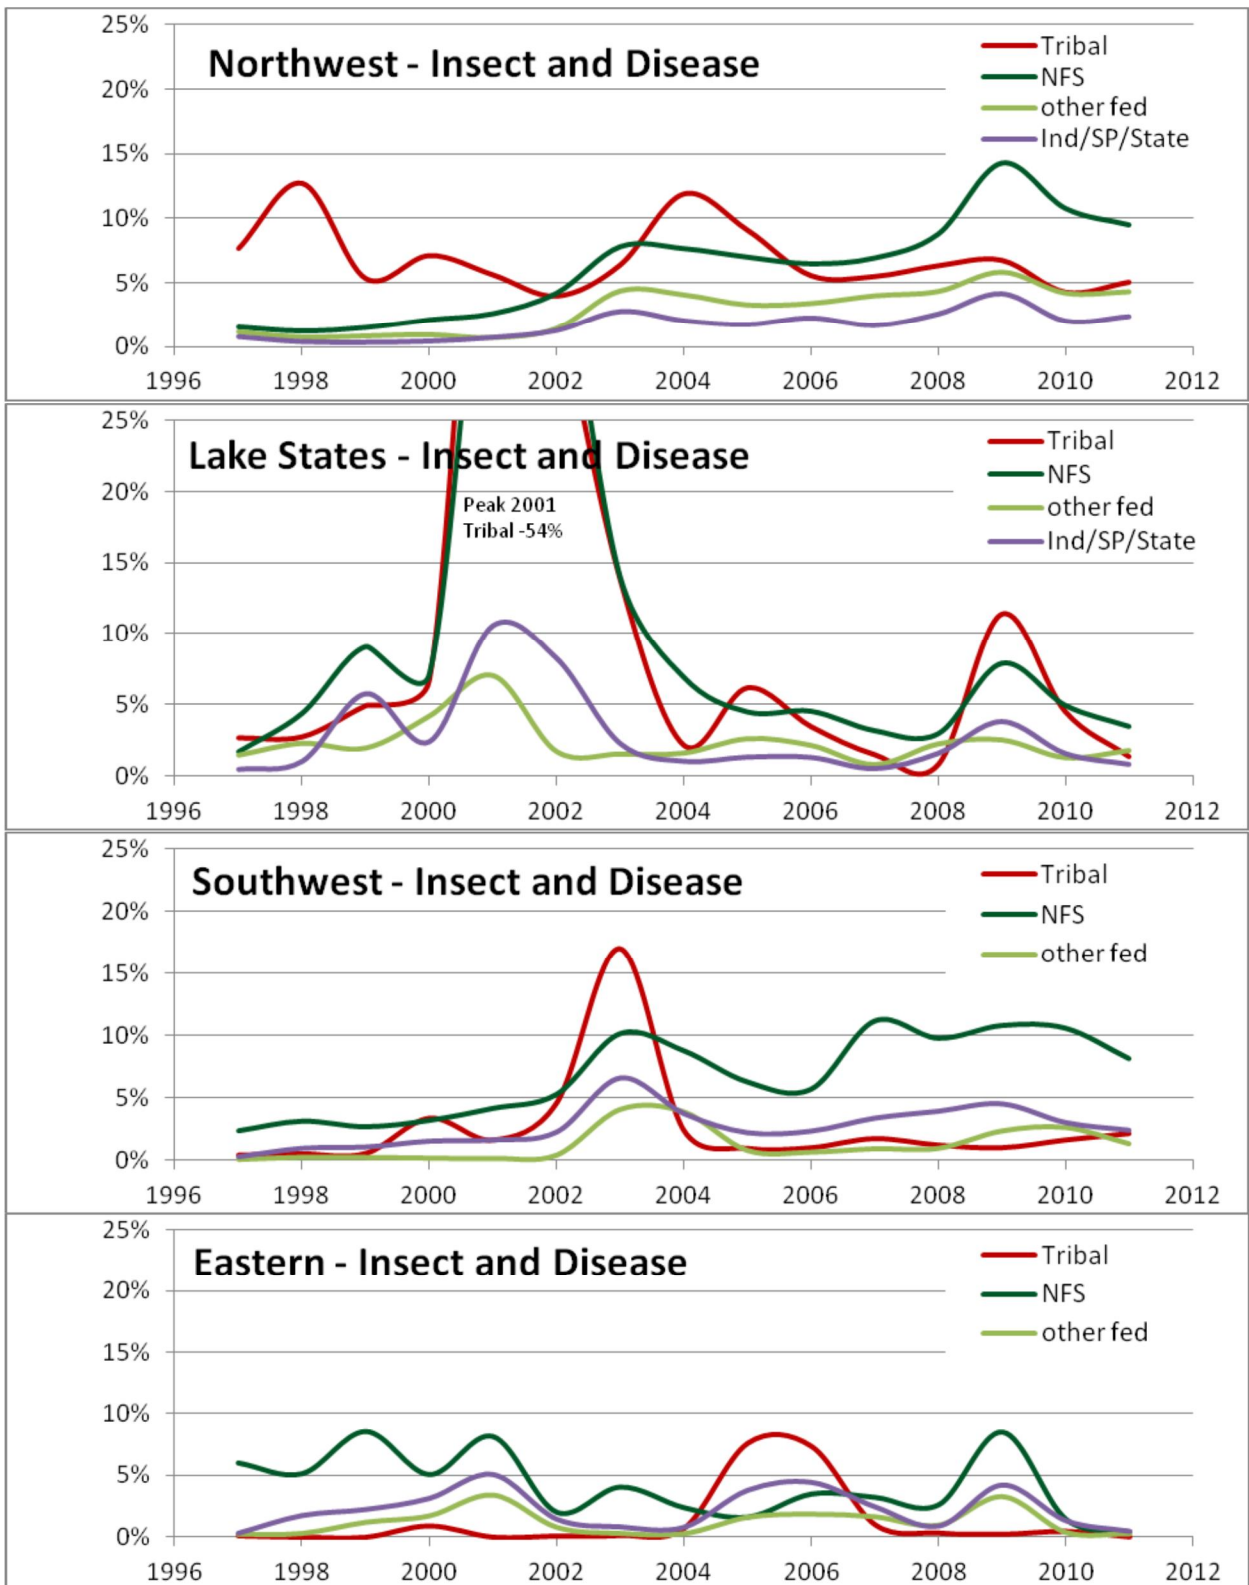 25%
Northwest - Insect and Disease
Tribal
NFS
20%
other fed
Ind/SP/State
15%
10%
5%
0%
1996 1998 2000 2002 2004 2006 2008 2010 2012
25%
Lake States - Insect and Disease
Tribal
NFS
20%
Peak 2001
Tribal -54%
other fed
Ind/SP/State
15%
10%
5%
0%
1996 1998 2000 2002 2004 2006 2008 2010 2012
25%
Southwest - Insect and Disease
Tribal
NFS
20%
other fed
15%
10%
5%
0%
1996 1998 2000 2002 2004 2006 2008 2010 2012
25%
Eastern - Insect and Disease
Tribal
NFS
20%
other fed
15%
10%
5%
0%
1996 1998 2000 2002 2004 2006 2008 2010 2012